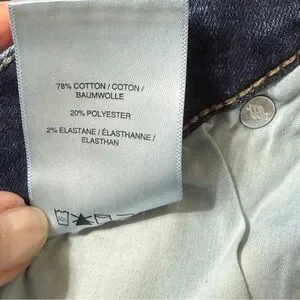 78% COTTON / COTON /
BAUMWOLLE
20% POLYESTER
2% ELASTANE / ÉLASTHANNE /
ELASTHAN